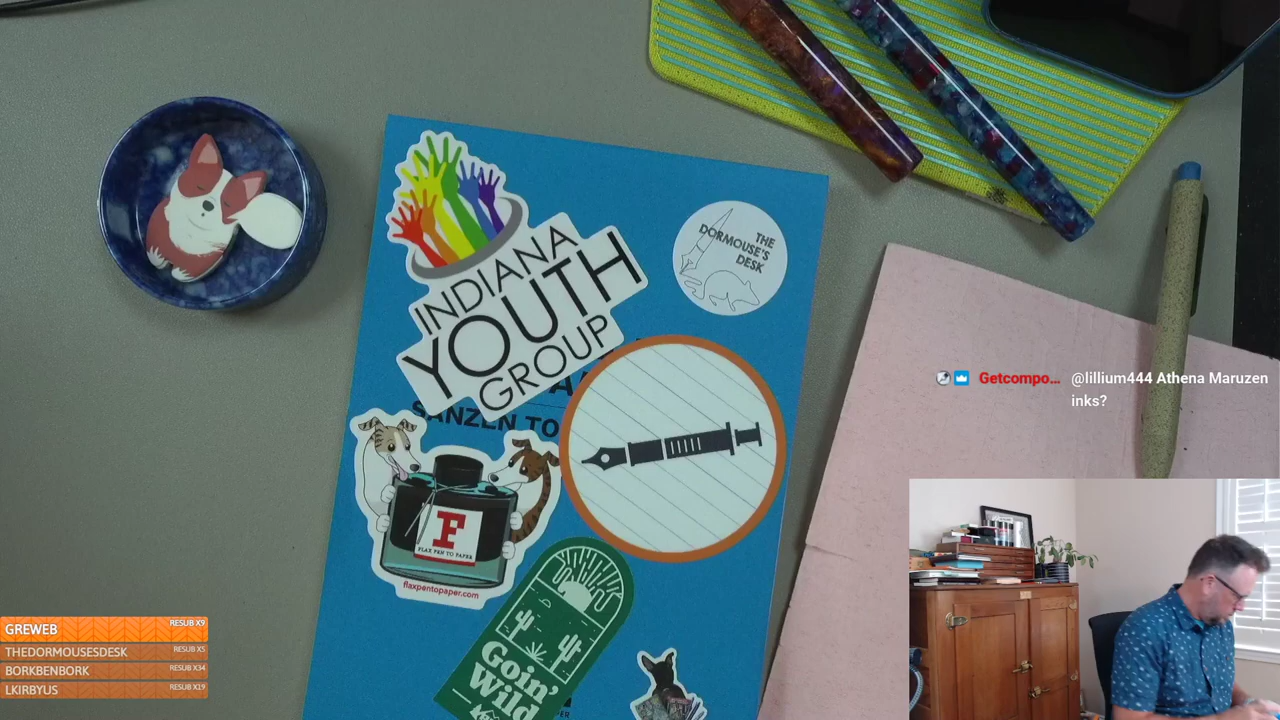 INDIANA
YOUTH
GROUP
THE
DORMOUSE'S
DESK
SANZEN TO
F
FLAX PEN TO PAPER
flaxpentopaper.com
Goin'
Wild
Getcompo... @lillium444 Athena Maruzen
inks?
GREWEB RESUB X9
THEDORMOUSESDESK RESUB X5
BORKBENBORK RESUB X34
LKIRBYUS RESUB X19